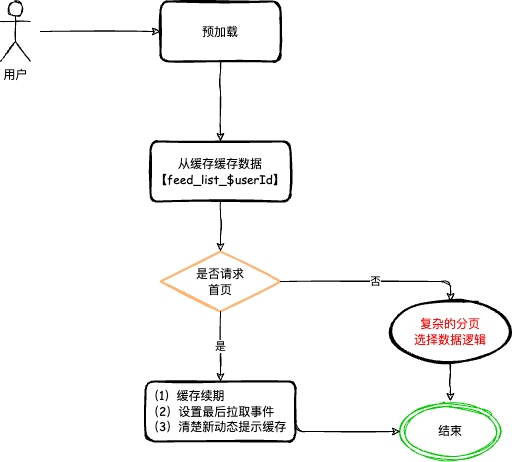 预加载
用户
从缓存缓存数据
【feed_list_$userId】
是否请求
首页
否
复杂的分页
选择数据逻辑
是
（1）缓存续期
（2）设置最后拉取事件
（3）清楚新动态提示缓存
结束